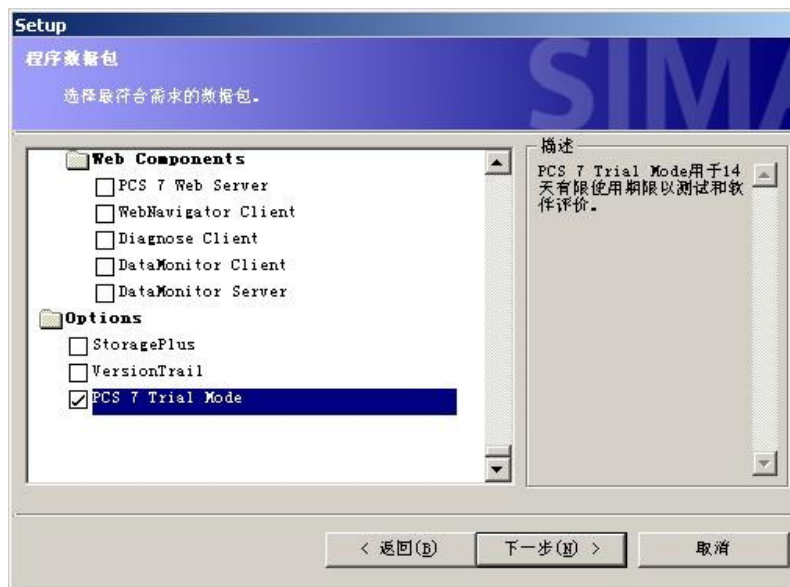 Setup
程序数据包
选择最符合需求的数据包。
SIMA
Web Components
PCS 7 Web Server
WebNavigator Client
Diagnose Client
DataMonitor Client
DataMonitor Server
Options
StoragePlus
VersionTrail
PCS 7 Trial Mode
描述
PCS 7 Trial Mode用于14
天有限使用期限以测试和软
件评价。
< 返回(B)
下一步(N) >
取消